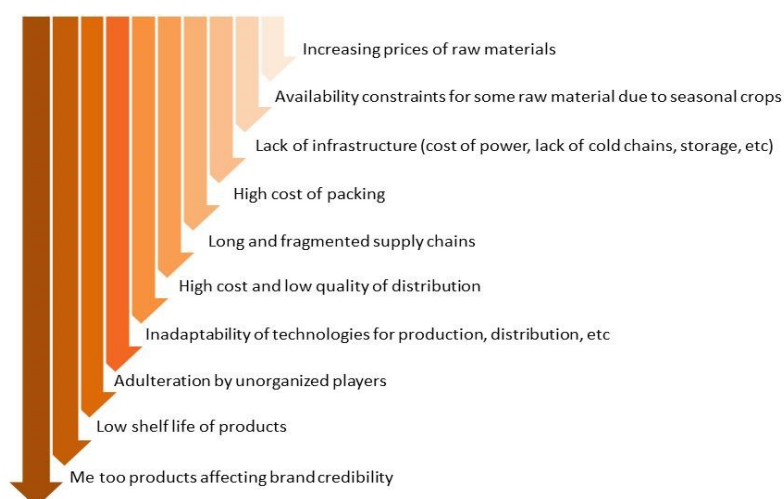 Increasing prices of raw materials
Availability constraints for some raw material due to seasonal crops
Lack of infrastructure (cost of power, lack of cold chains, storage, etc)
High cost of packing
Long and fragmented supply chains
High cost and low quality of distribution
Inadaptability of technologies for production, distribution, etc
Adulteration by unorganized players
Low shelf life of products
Me too products affecting brand credibility